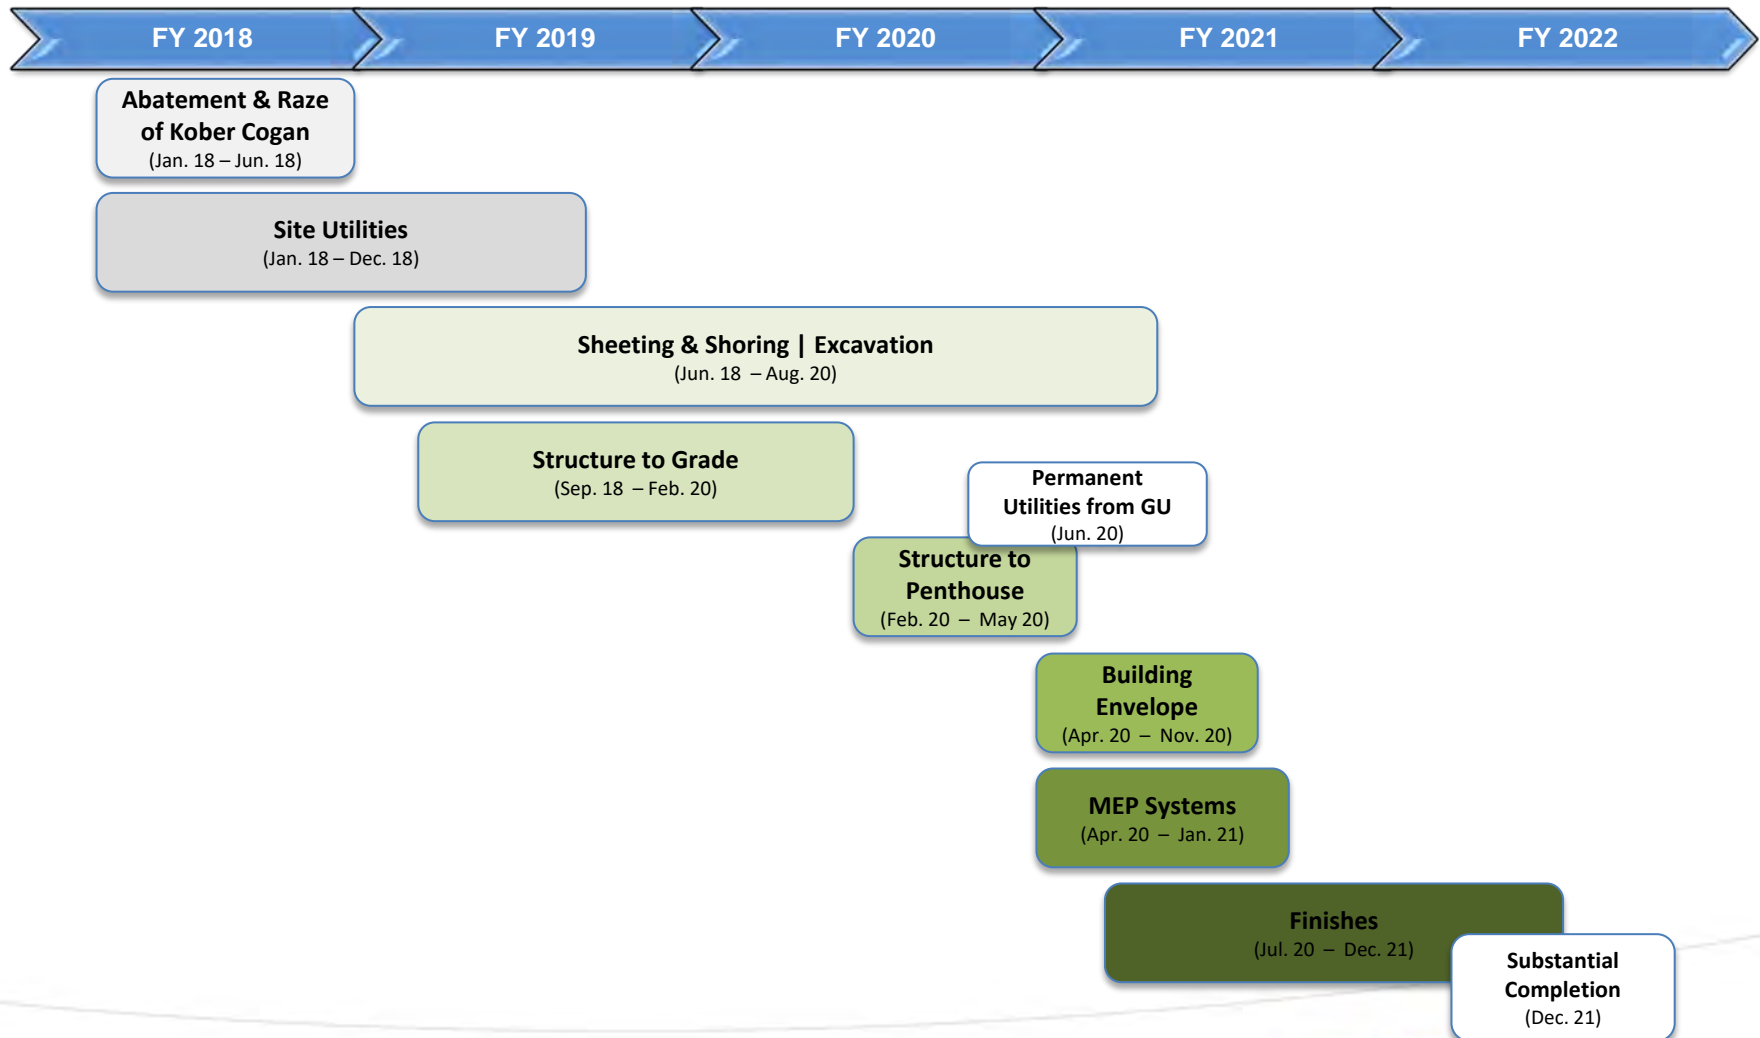 FY 2018
FY 2019
FY 2020
FY 2021
FY 2022
Abatement & Raze
of Kober Cogan
(Jan. 18 – Jun. 18)
Site Utilities
(Jan. 18 – Dec. 18)
Sheeting & Shoring | Excavation
(Jun. 18 – Aug. 20)
Structure to Grade
(Sep. 18 – Feb. 20)
Permanent
Utilities from GU
(Jun. 20)
Structure to
Penthouse
(Feb. 20 – May 20)
Building
Envelope
(Apr. 20 – Nov. 20)
MEP Systems
(Apr. 20 – Jan. 21)
Finishes
(Jul. 20 – Dec. 21)
Substantial
Completion
(Dec. 21)